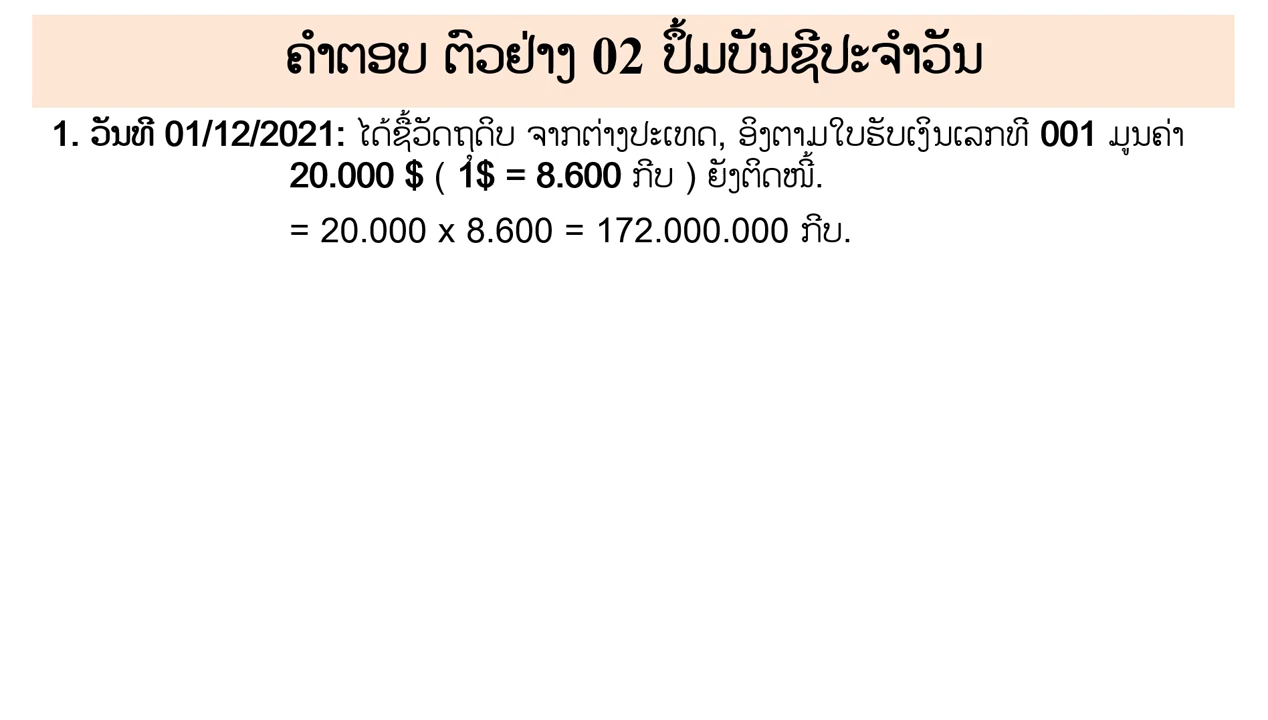 ຄຳຕອບ ຕົວຢ່າງ 02 ປຶ້ມບັນຊີປະຈຳວັນ
1. ວັນທີ 01/12/2021: ໄດ້ຊື້ວັດຖຸດິບ ຈາກຕ່າງປະເທດ, ອິງຕາມໃບຮັບເງິນເລກທີ 001 ມູນຄ່າ
20.000 $ ( 1$ = 8.600 ກີບ ) ຍັງຕິດໜີ້.
= 20.000 x 8.600 = 172.000.000 ກີບ.